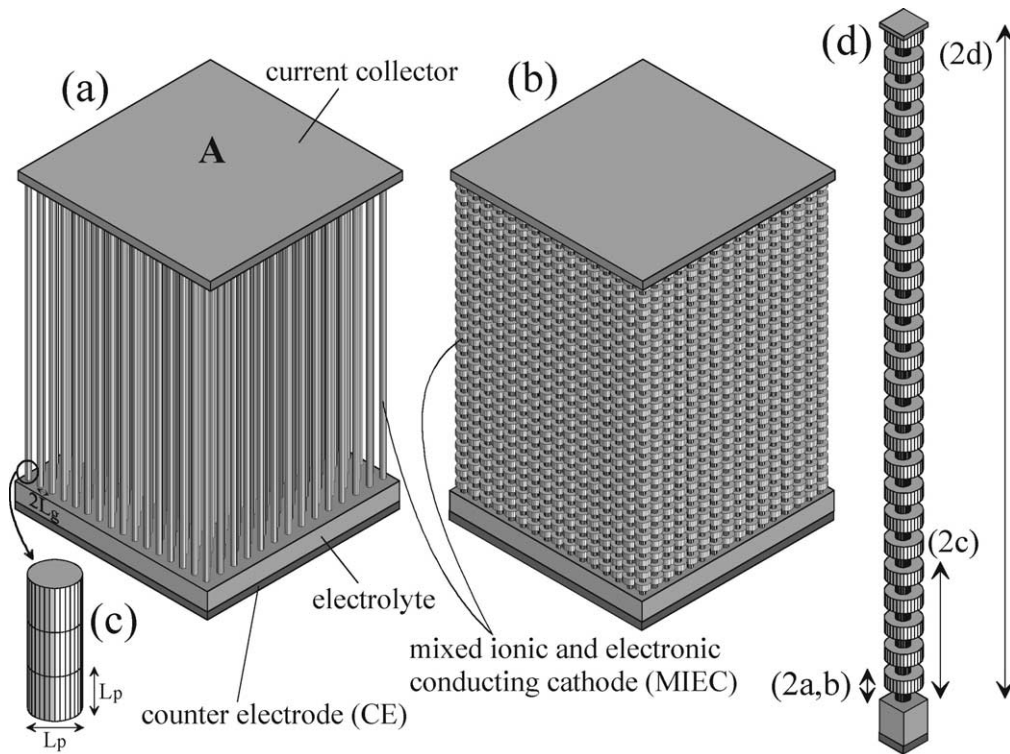 (a)
current collector
A
(b)
(d)
(2d)
2Lg
(c)
Lp
Lp
electrolyte
counter electrode (CE)
mixed ionic and electronic
conducting cathode (MIEC)
(2c)
(2a,b)